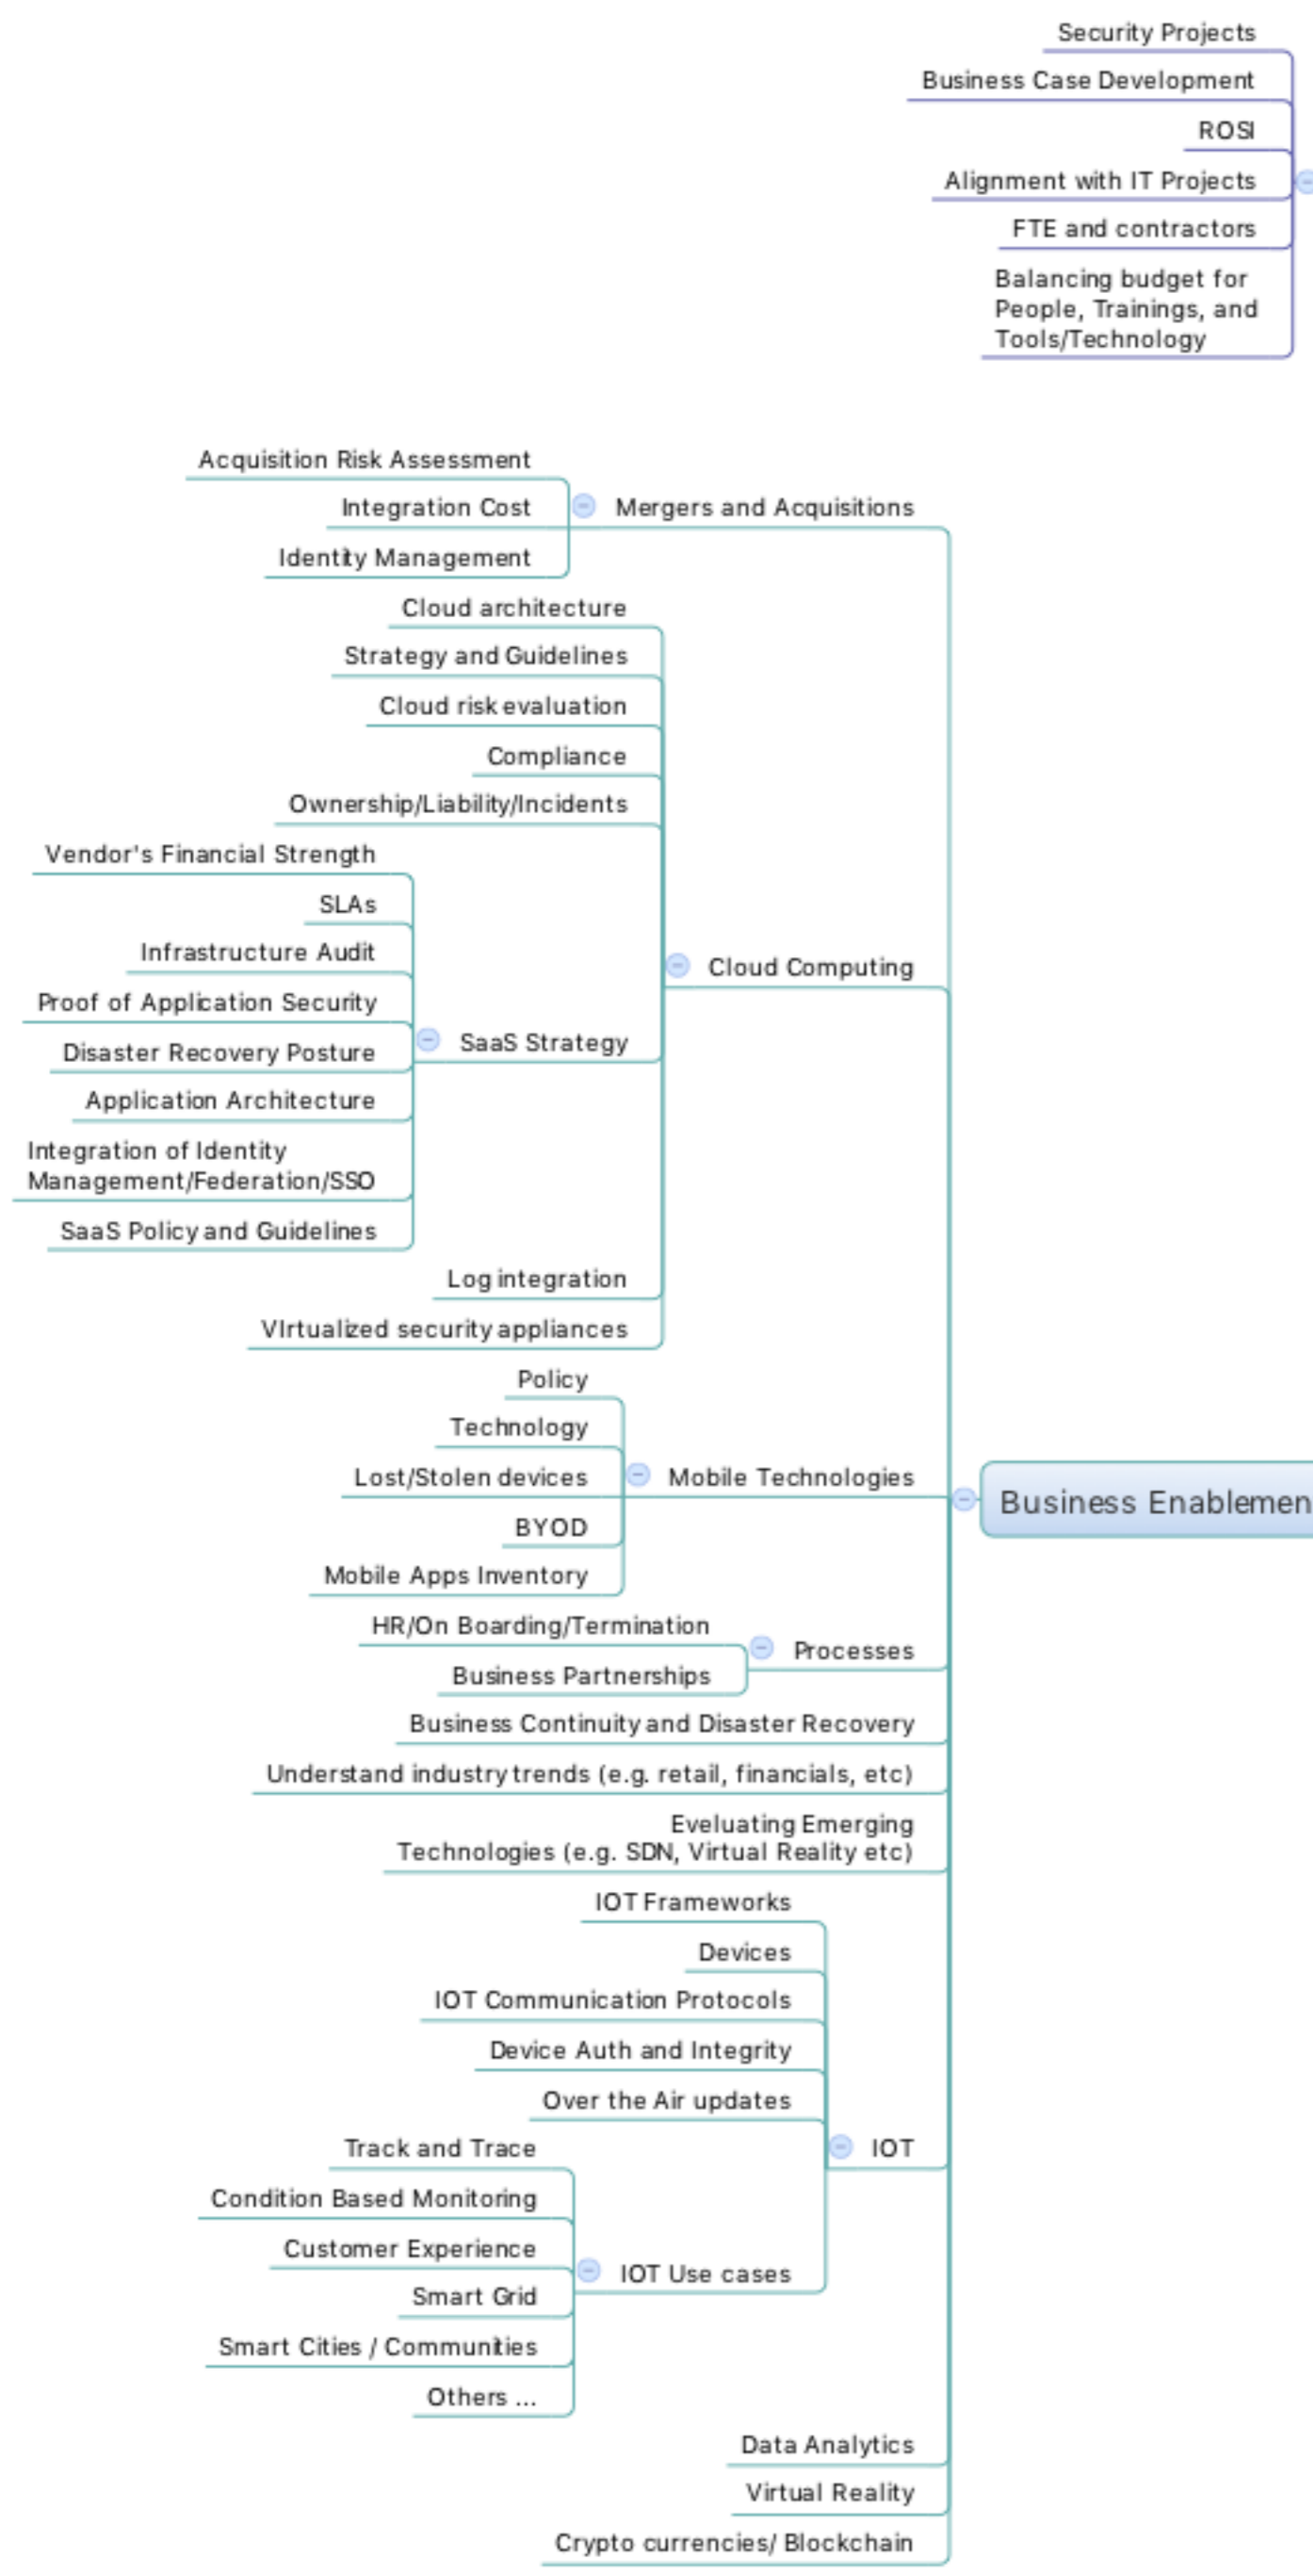 Security Projects
Business Case Development
ROSI
Alignment with IT Projects
FTE and contractors
Balancing budget for
People, Trainings, and
Tools/Technology
Acquisition Risk Assessment
Integration Cost
Mergers and Acquisitions
Identity Management
Cloud architecture
Strategy and Guidelines
Cloud risk evaluation
Compliance
Ownership/Liability/Incidents
Vendor's Financial Strength
SLAs
Infrastructure Audit
Cloud Computing
Proof of Application Security
SaaS Strategy
Disaster Recovery Posture
Application Architecture
Integration of Identity
Management/Federation/SSO
SaaS Policy and Guidelines
Log integration
VIrtualized security appliances
Policy
Technology
Lost/Stolen devices
Mobile Technologies
Business Enablemen
BYOD
Mobile Apps Inventory
HR/On Boarding/Termination
Processes
Business Partnerships
Business Continuity and Disaster Recovery
Understand industry trends (e.g. retail, financials, etc)
Eveluating Emerging
Technologies (e.g. SDN, Virtual Reality etc)
IOT Frameworks
Devices
IOT Communication Protocols
Device Auth and Integrity
Over the Air updates
IOT
Track and Trace
Condition Based Monitoring
Customer Experience
IOT Use cases
Smart Grid
Smart Cities / Communities
Others ...
Data Analytics
Virtual Reality
Crypto currencies/ Blockchain